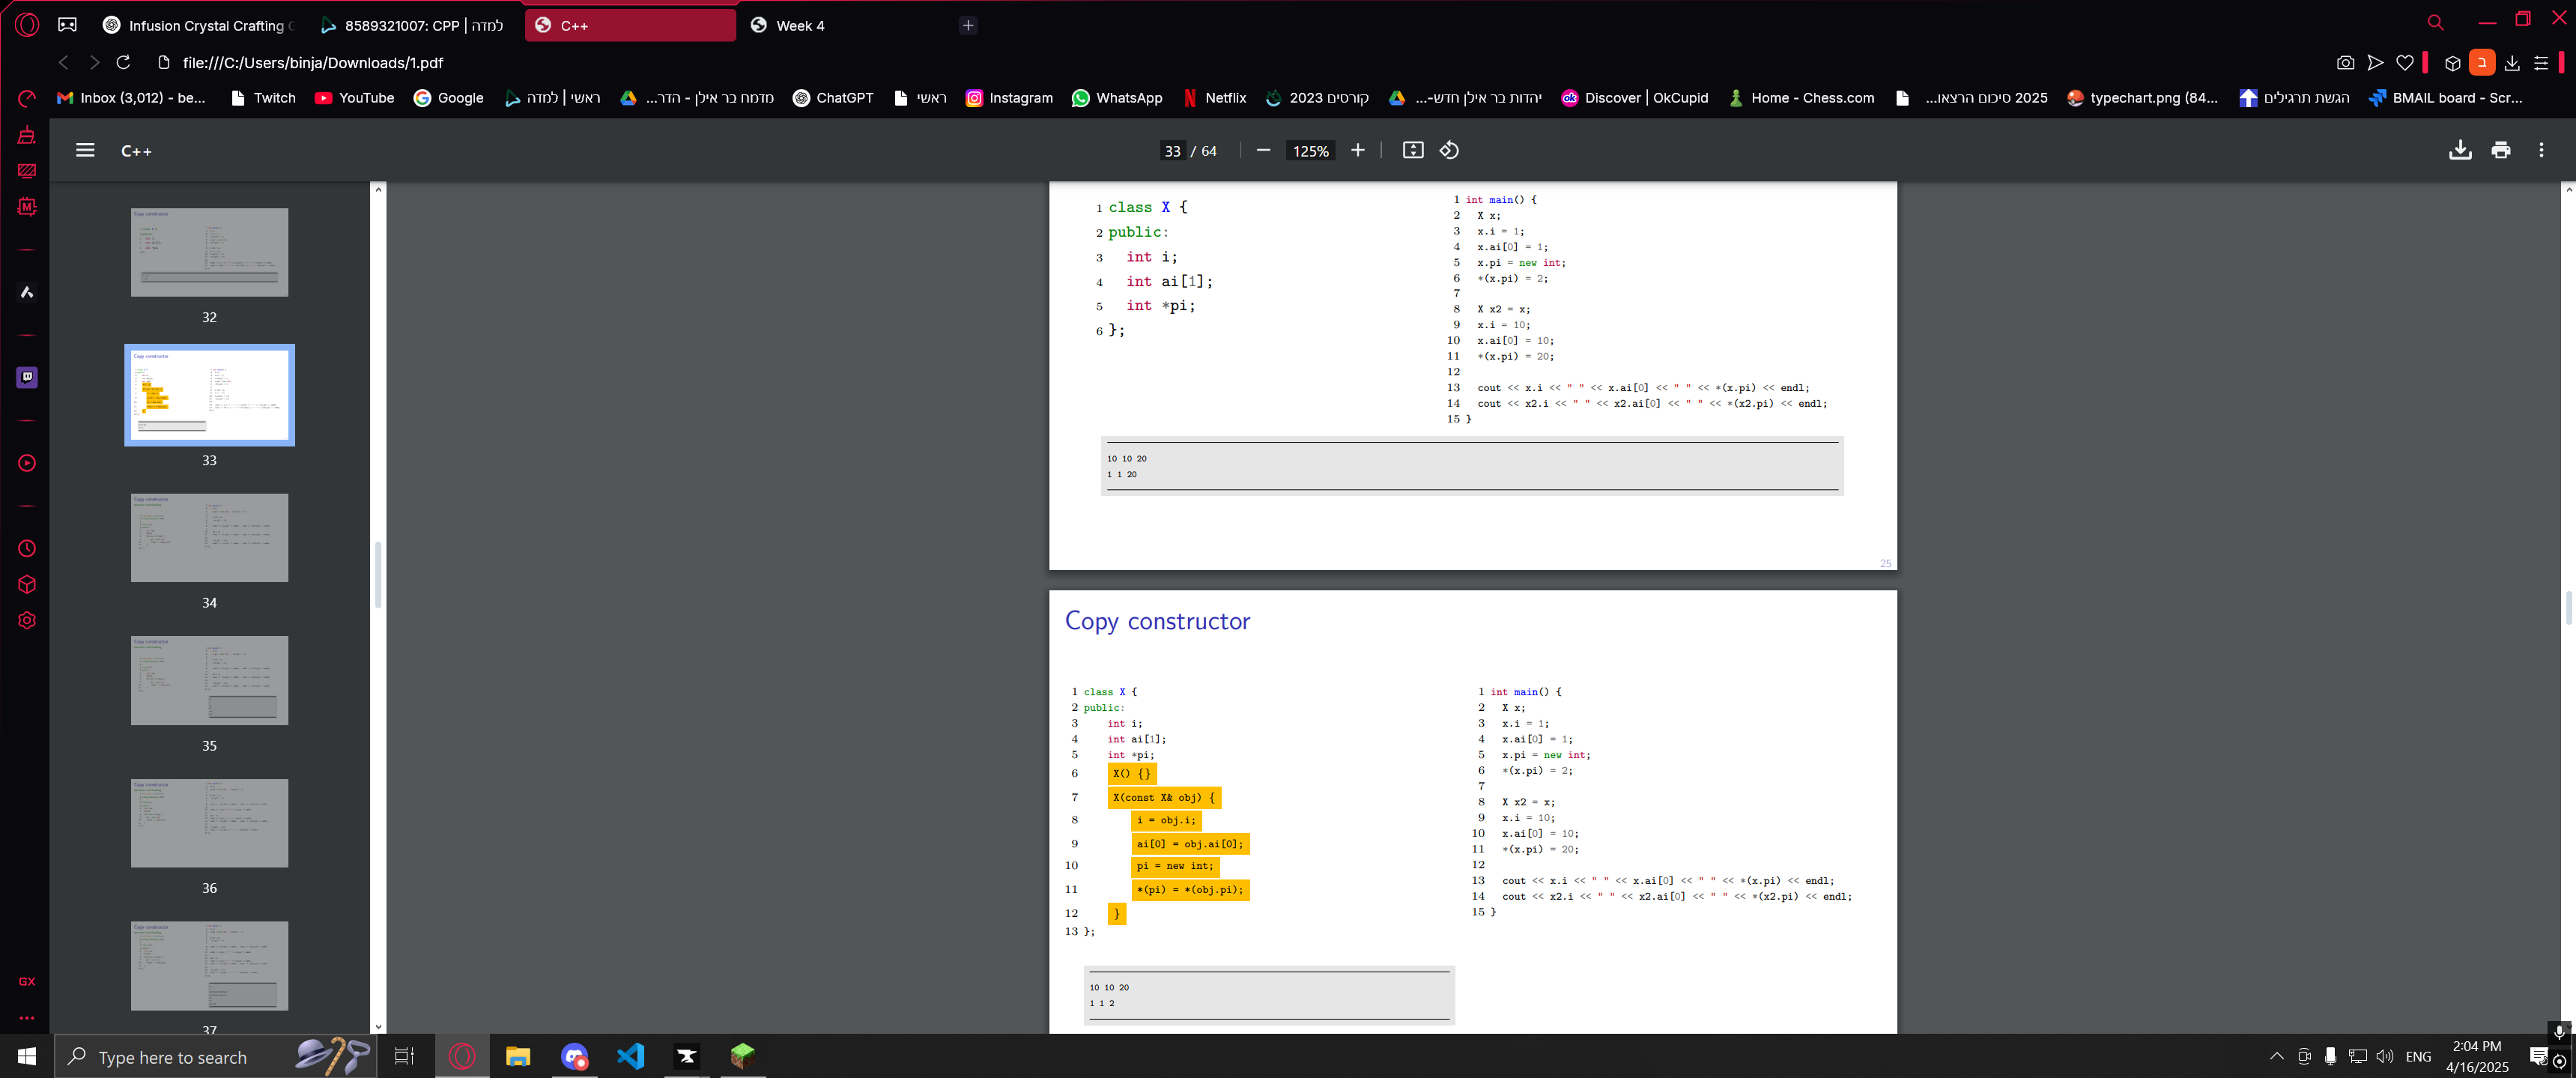 Infusion Crystal Crafting
8589321007: CPP | למדה
C++
Week 4
file:///C:/Users/binja/Downloads/1.pdf
ב
Inbox (3,012) - be...
Twitch
YouTube
Google
ראשי | למדה
מדמח בר אילן - הדר...
ChatGPT
ראשי
Instagram
WhatsApp
Netflix
קורסים 2023
יהדות בר אילן חדש-...
Discover | OkCupid
Home - Chess.com
2025 סיכום הרצאו...
typechart.png (84...
הגשת תרגילים
BMAIL board - Scr...
C++
33 / 64
125%
32
33
34
35
36
37
1 class X {
2 public:
3 int i;
4 int ai[1];
5 int *pi;
6 };
1 int main() {
2 X x;
3 x.i = 1;
4 x.ai[0] = 1;
5 x.pi = new int;
6 *(x.pi) = 2;
7
8 X x2 = x;
9 x.i = 10;
10 x.ai[0] = 10;
11 *(x.pi) = 20;
12
13 cout << x.i << " " << x.ai[0] << " " << *(x.pi) << endl;
14 cout << x2.i << " " << x2.ai[0] << " " << *(x2.pi) << endl;
15 }
10 10 20
1 1 20
25
Copy constructor
1 class X {
2 public:
3 int i;
4 int ai[1];
5 int *pi;
6 X() {}
7 X(const X& obj) {
8 i = obj.i;
9 ai[0] = obj.ai[0];
10 pi = new int;
11 *(pi) = *(obj.pi);
12 }
13 };
1 int main() {
2 X x;
3 x.i = 1;
4 x.ai[0] = 1;
5 x.pi = new int;
6 *(x.pi) = 2;
7
8 X x2 = x;
9 x.i = 10;
10 x.ai[0] = 10;
11 *(x.pi) = 20;
12
13 cout << x.i << " " << x.ai[0] << " " << *(x.pi) << endl;
14 cout << x2.i << " " << x2.ai[0] << " " << *(x2.pi) << endl;
15 }
10 10 20
1 1 2
GX
Type here to search
ENG
2:04 PM
4/16/2025